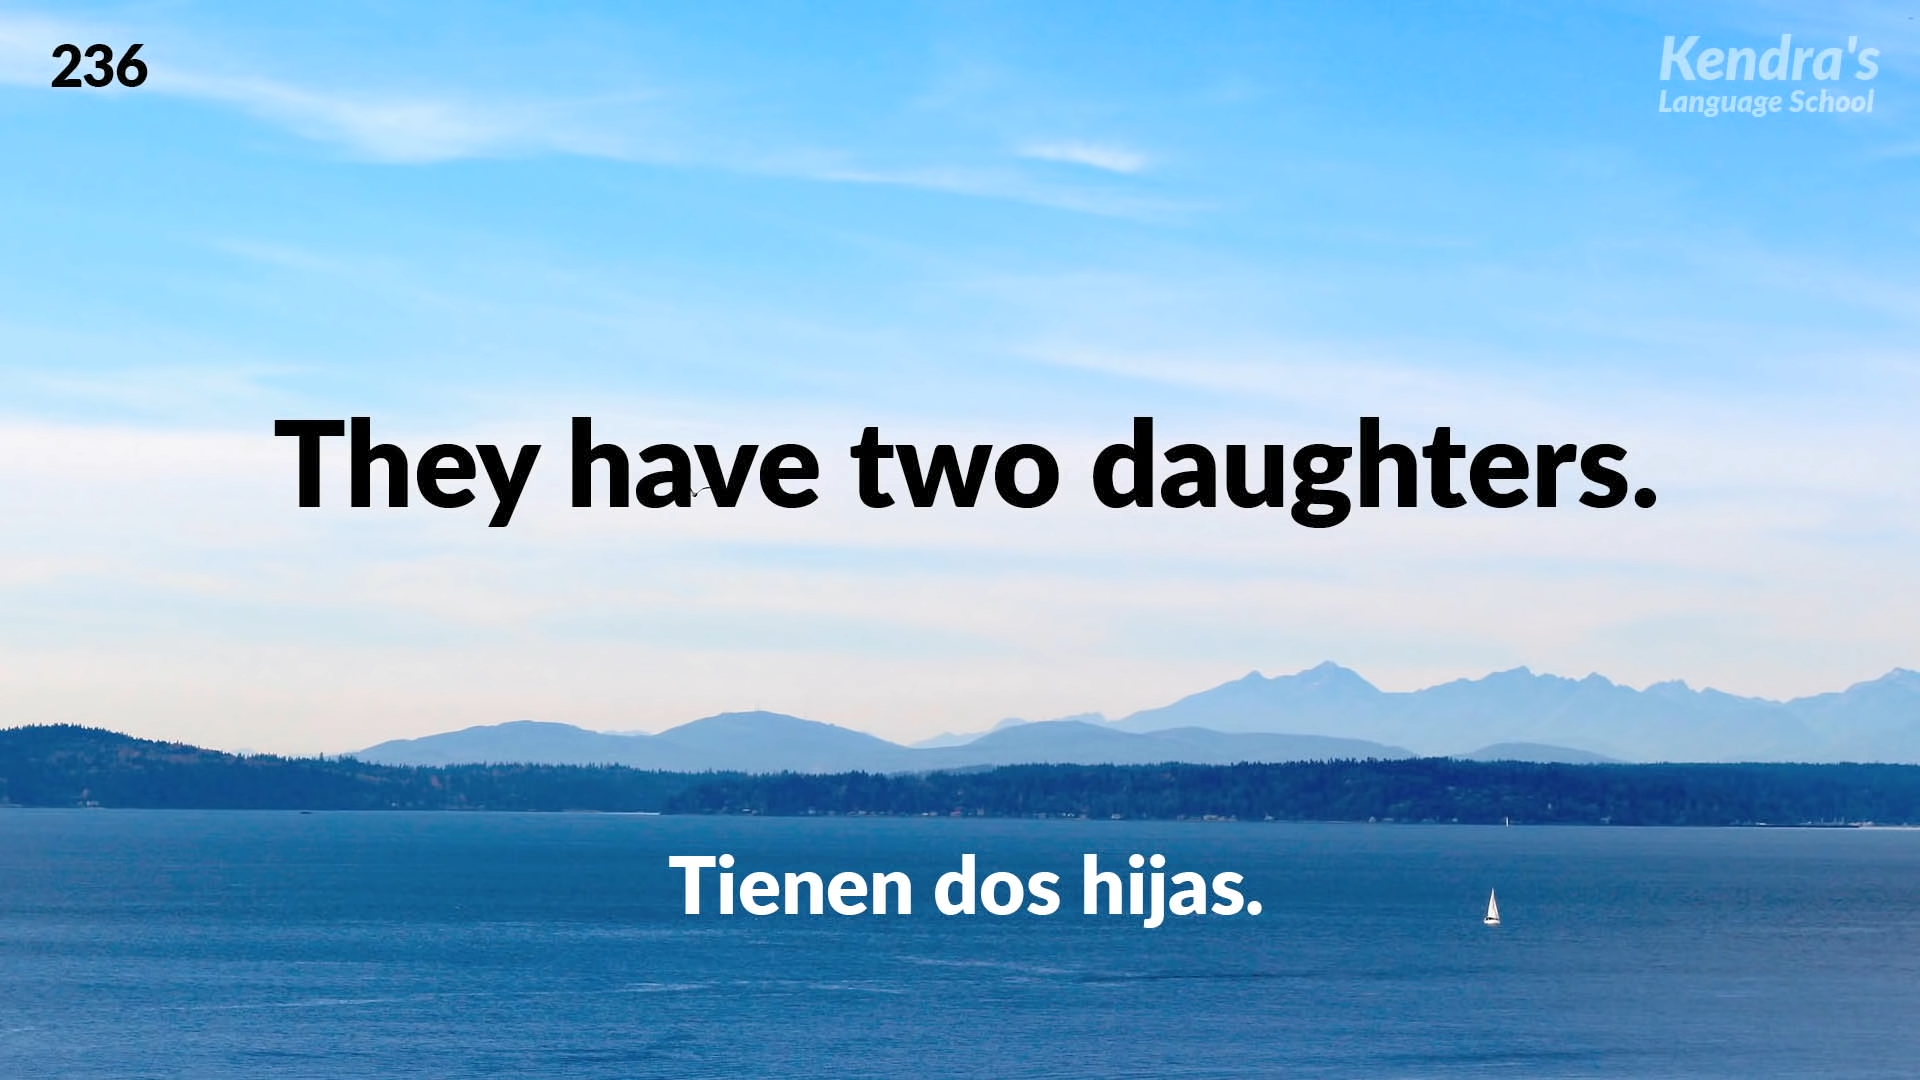 236
Kendra's
Language School
They have two daughters.
Tienen dos hijas.